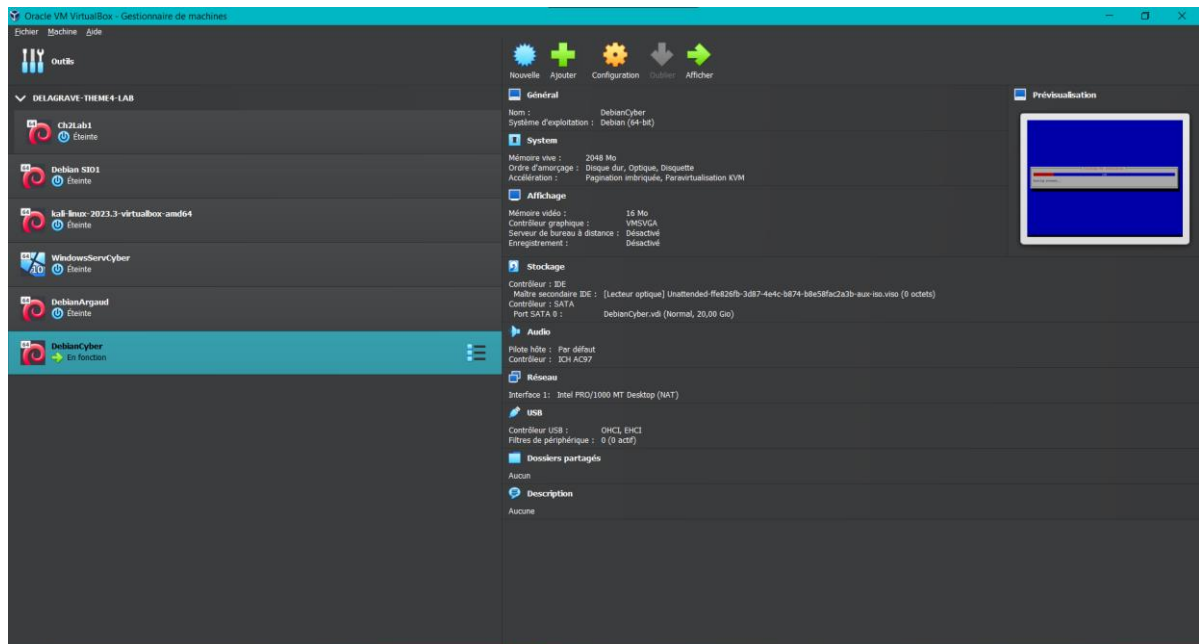 Oracle VM VirtualBox - Gestionnaire de machines
Fichier Machine Aide
Outils
Nouvelle Ajouter Configuration Oublier Afficher
DELAGRAVE-THEME4-LAB
64
Ch2Lab1
Éteinte
64
Debian SIO1
Éteinte
64
kali-linux-2023.3-virtualbox-amd64
Éteinte
64
10
WindowsServCyber
Éteinte
64
DebianArgaud
Éteinte
64
DebianCyber
En fonction
Général
Nom : DebianCyber
Système d'exploitation : Debian (64-bit)
System
Mémoire vive : 2048 Mo
Ordre d'amorçage : Disque dur, Optique, Disquette
Accélération : Pagination imbriquée, Paravirtualisation KVM
Affichage
Mémoire vidéo : 16 Mo
Contrôleur graphique : VMSVGA
Serveur de bureau à distance : Désactivé
Enregistrement : Désactivé
Stockage
Contrôleur : IDE
Maître secondaire IDE : [Lecteur optique] Unattended-ffe826fb-3d87-4e4c-b874-b8e58fac2a3b-aux-iso.viso (0 octets)
Contrôleur : SATA
Port SATA 0 : DebianCyber.vdi (Normal, 20,00 Gio)
Audio
Pilote hôte : Par défaut
Contrôleur : ICH AC97
Réseau
Interface 1: Intel PRO/1000 MT Desktop (NAT)
USB
Contrôleur USB : OHCI, EHCI
Filtres de périphérique : 0 (0 actif)
Dossiers partagés
Aucun
Description
Aucune
Prévisualisation